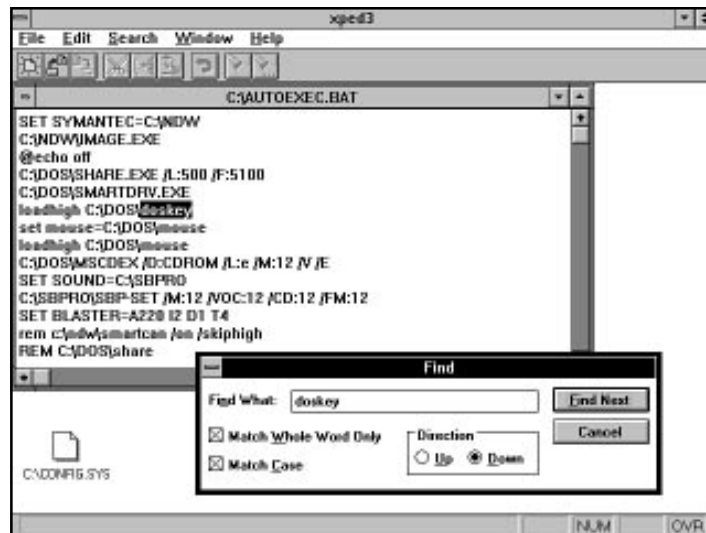 xped3
File Edit Search Window Help
C:\AUTOEXEC.BAT
SET SYMANTEC=C:\NDW
C:\NDW\IMAGE.EXE
@echo off
C:\DOS\SHARE.EXE /L:500 /F:5100
C:\DOS\SMARTDRV.EXE
loadhigh C:\DOS\doskey
set mouse=C:\DOS\mouse
loadhigh C:\DOS\mouse
C:\DOS\MSCDEX /D:CDROM /L:e /M:12 /V /E
SET SOUND=C:\SBPRO
C:\SBPRO\SBP-SET /M:12 /VOC:12 /CD:12 /FM:12
SET BLASTER=A220 I2 D1 T4
rem c:\ndw\smartcan /on /skiphigh
REM C:\DOS\share
Find
Find What: doskey
Find Next
Match Whole Word Only
Direction
Cancel
Match Case
Up Down
C:\CONFIG.SYS
NUM OVR